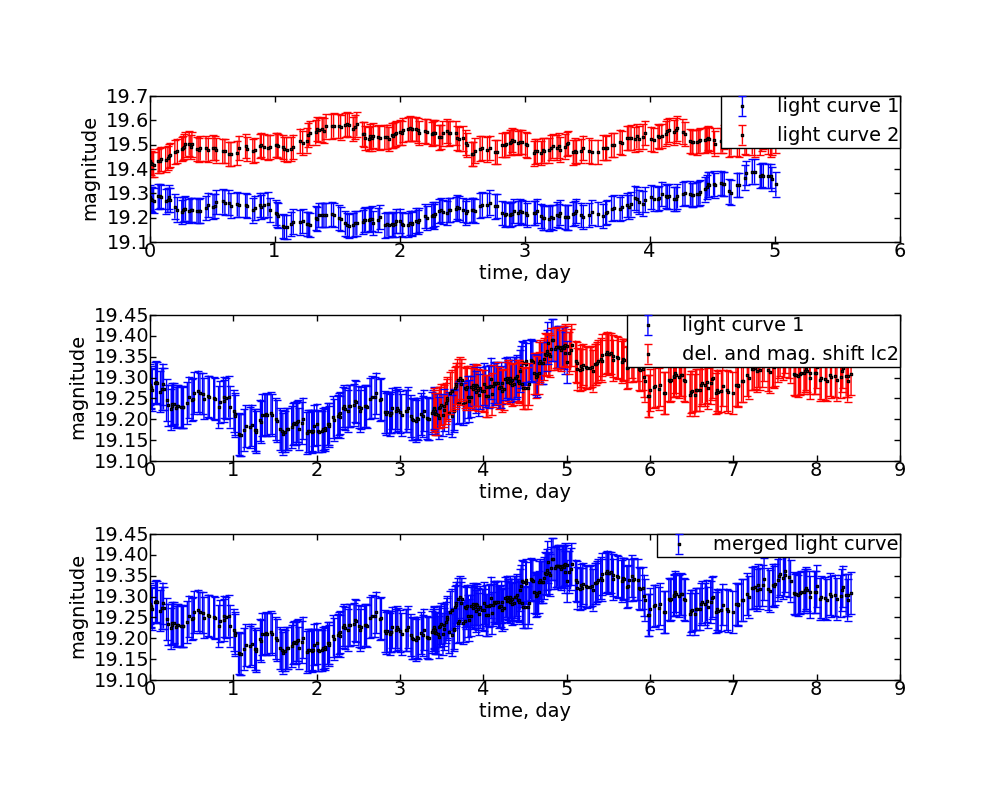 19.7
19.6
19.5
19.4
19.3
19.2
19.1
magnitude
light curve 1
light curve 2
0 1 2 3 4 5 6
time, day
19.45
19.40
19.35
19.30
19.25
19.20
19.15
19.10
magnitude
light curve 1
del. and mag. shift lc2
0 1 2 3 4 5 6 7 8 9
time, day
19.45
19.40
19.35
19.30
19.25
19.20
19.15
19.10
magnitude
merged light curve
0 1 2 3 4 5 6 7 8 9
time, day